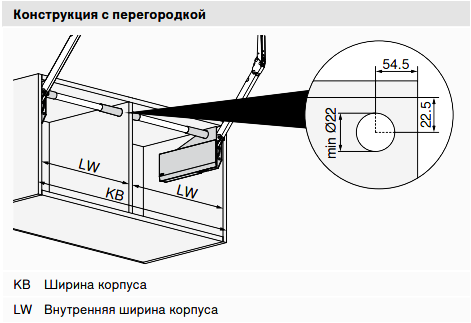 Конструкция с перегородкой
54.5
22.5
min Ø22
LW
KB
LW
KB Ширина корпуса
LW Внутренняя ширина корпуса